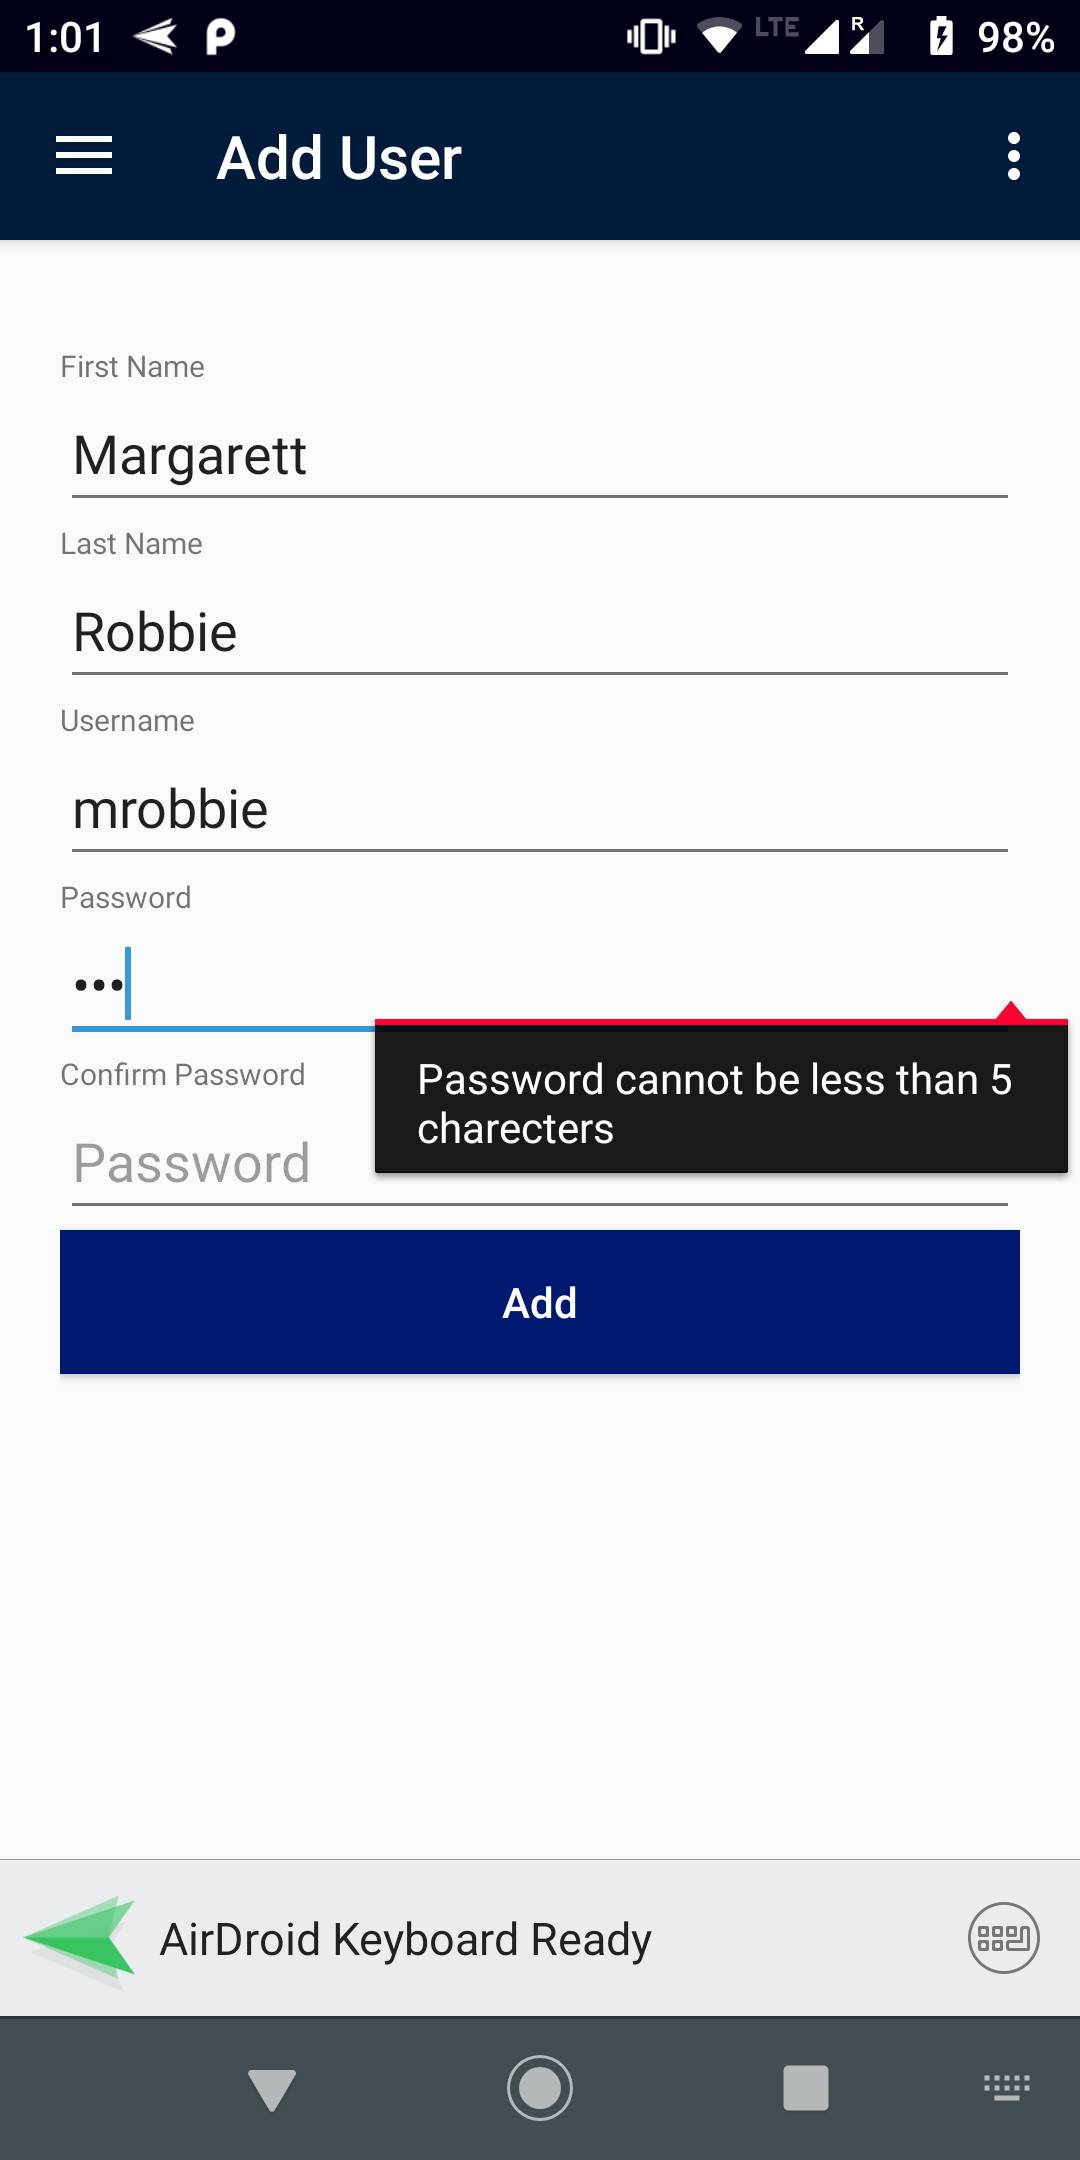 1:01 LTE R 98%
Add User
First Name
Margarett
Last Name
Robbie
Username
mrobbie
Password
•••
Password cannot be less than 5
charecters
Confirm Password
Password
Add
AirDroid Keyboard Ready